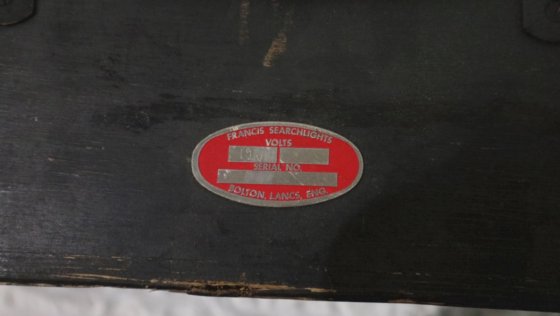 FRANCIS SEARCHLIGHTS
VOLTS
SERIAL NO.
BOLTON, LANCS, ENG.